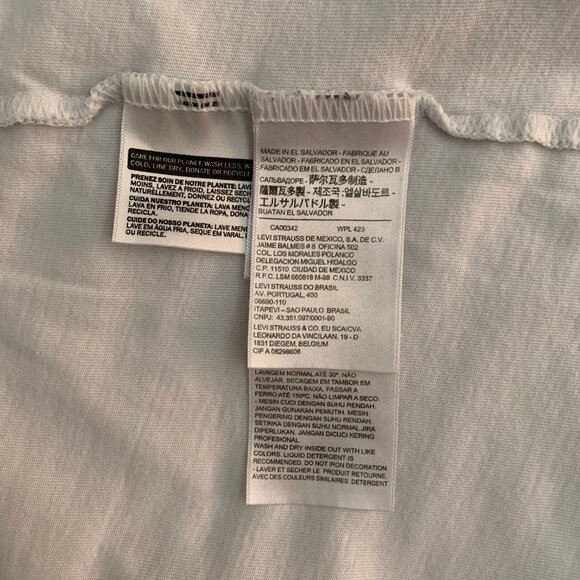 CARE FOR OUR PLANET: WASH LESS, WASH
COLD, LINE DRY, DONATE OR RECYCLE
PRENEZ SOIN DE NOTRE PLANETE: LAVE
MOINS, LAVEZ A FROID, LAISSEZ SÉCH
NATURELLEMENT, DONNEZ OU RECYCLE
CUIDA NUESTRO PLANETA: LAVA MENO
LAVA EN FRIO, TIENDE LA ROPA, DONA
CUIDE DO NOSSO PLANETA: LAVE MENO
LAVE EM ÁGUA FRIA, SEQUE EM VARAL,
OU RECICLE.
MADE IN EL SALVADOR - FABRIQUE AU
SALVADOR - FABRICADO EN EL SALVADOR -
FABRICADO EM EL SALVADOR - СДЕЛАНО В
САЛЬВАДОРЕ - 萨尔瓦多制造 -
薩爾瓦多製 - 제조국: 엘살바도르 -
エルサルバドル製 -
BUATAN EL SALVADOR
CA00342 WPL 423
LEVI STRAUSS DE MEXICO, S.A. DE C.V.
JAIME BALMES # 8 OFICINA 502
COL. LOS MORALES POLANCO
DELEGACION MIGUEL HIDALGO
C.P. 11510 CIUDAD DE MEXICO
R.F.C. LSM 660818 M-98 C.N.I.V. 3337
LEVI STRAUSS DO BRASIL
AV. PORTUGAL, 400
06690-110
ITAPEVI – SAO PAULO BRASIL
CNPJ: 43.351.097/0001-90
LEVI STRAUSS & CO. EU SCA/CVA
LEONARDO DA VINCILAAN, 19 - D
1831 DIEGEM, BELGIUM
CIF A 08298606
LAVAGEM NORMAL ATÉ 30º. NÃO
ALVEJAR. SECAGEM EM TAMBOR EM
TEMPERATURA BAIXA. PASSAR A
FERRO ATÉ 150ºC. NÃO LIMPAR A SECO.
- MESIN CUCI DENGAN SUHU RENDAH.
JANGAN GUNAKAN PEMUTIH. MESIN
PENGERING DENGAN SUHU RENDAH.
SETRIKA DENGAN SUHU NORMAL JIKA
DIPERLUKAN. JANGAN DICUCI KERING
PROFESIONAL.
WASH AND DRY INSIDE OUT WITH LIKE
COLORS. LIQUID DETERGENT IS
RECOMMENDED. DO NOT IRON DECORATION.
- LAVER ET SÉCHER LE PRODUIT RETOURNE,
AVEC DES COULEURS SIMILAIRES. DETERGENT